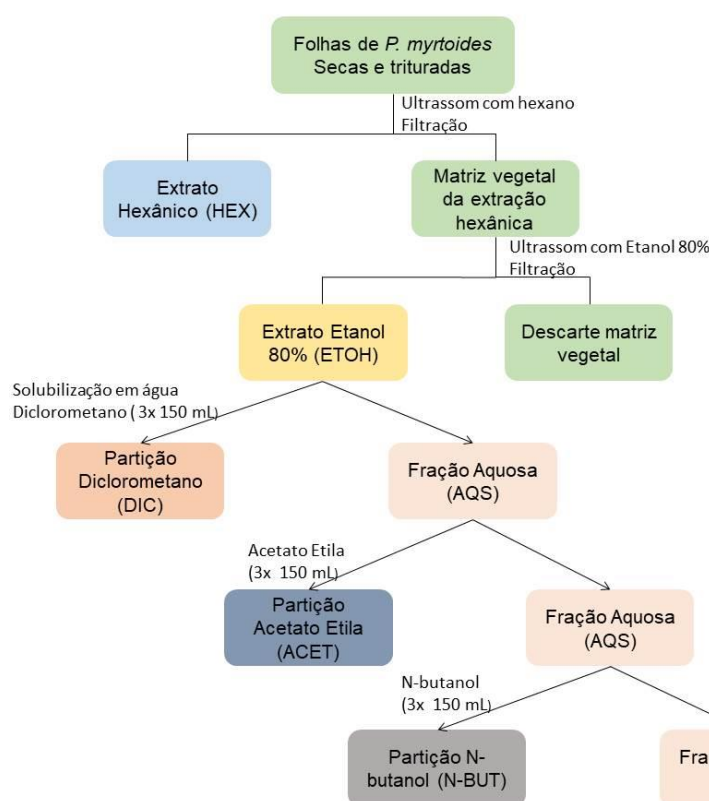 Folhas de P. myrtoides
Secas e trituradas
Ultrassom com hexano
Filtração
Extrato
Hexânico (HEX)
Matriz vegetal
da extração
hexânica
Ultrassom com Etanol 80%
Filtração
Extrato Etanol
80% (ETOH)
Descarte matriz
vegetal
Solubilização em água
Diclorometano ( 3x 150 mL)
Partição
Diclorometano
(DIC)
Fração Aquosa
(AQS)
Acetato Etila
(3x 150 mL)
Partição
Acetato Etila
(ACET)
Fração Aquosa
(AQS)
N-butanol
(3x 150 mL)
Partição N-
butanol (N-BUT)